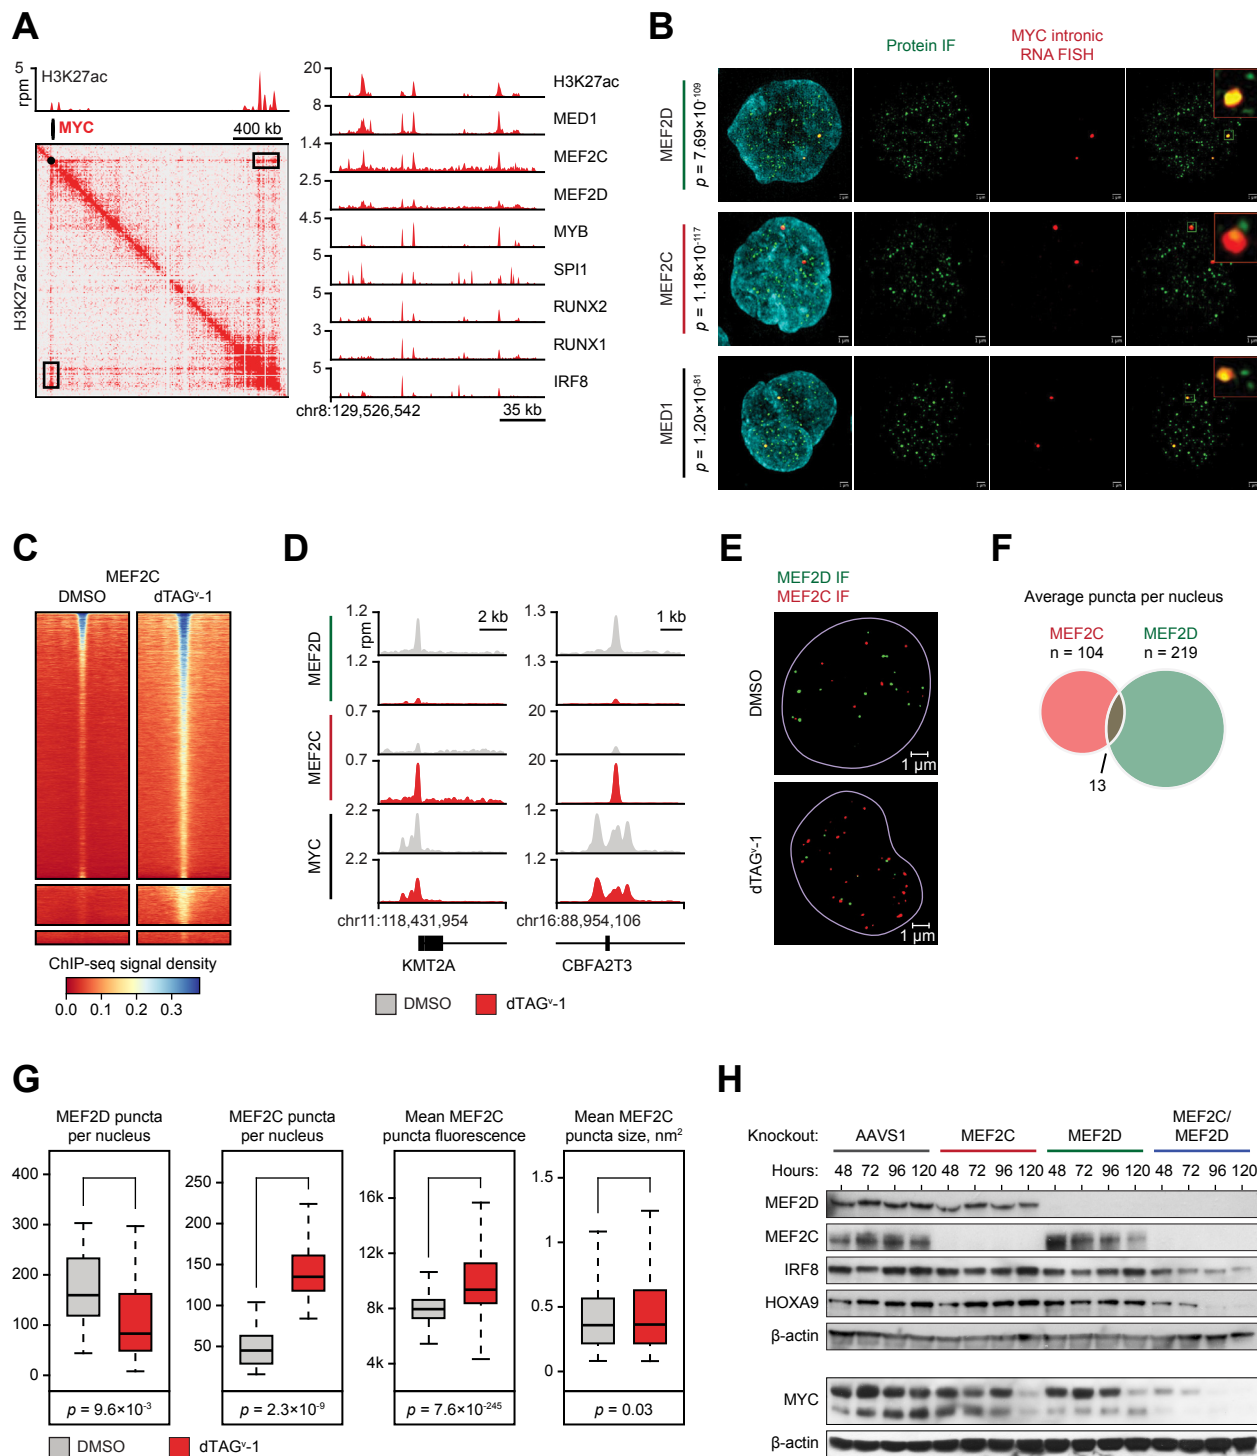 A
H3K27ac
5
rpm
MYC
400 kb
H3K27ac HiChIP
20
H3K27ac
8
MED1
1.4
MEF2C
2.5
MEF2D
4.5
MYB
5
SPI1
5
RUNX2
3
RUNX1
5
IRF8
chr8:129,526,542
35 kb
B
Protein IF
MYC intronic
RNA FISH
MEF2D
p = 7.69×10-109
MEF2C
p = 1.18×10-117
MED1
p = 1.20×10-81
C
MEF2C
DMSO
dTAGv-1
ChIP-seq signal density
0.0 0.1 0.2 0.3
D
MEF2D
MEF2C
MYC
1.2
rpm
2 kb
1.3
1 kb
1.2
1.3
0.7
20
0.7
20
2.2
1.2
2.2
1.2
chr11:118,431,954
chr16:88,954,106
KMT2A
CBFA2T3
DMSO
dTAGv-1
E
MEF2D IF
MEF2C IF
DMSO
1 µm
dTAGv-1
1 µm
F
Average puncta per nucleus
MEF2C
n = 104
MEF2D
n = 219
13
G
MEF2D puncta
per nucleus
400
300
200
100
0
p = 9.6×10-3
MEF2C puncta
per nucleus
250
200
150
100
50
p = 2.3×10-9
Mean MEF2C
puncta fluorescence
16k
12k
8k
4k
p = 7.6×10-245
Mean MEF2C
puncta size, nm2
1.5
1
0.5
0
p = 0.03
DMSO
dTAGv-1
H
Knockout: AAVS1 MEF2C MEF2D MEF2C/
MEF2D
Hours: 48 72 96 120 48 72 96 120 48 72 96 120 48 72 96 120
MEF2D
MEF2C
IRF8
HOXA9
β-actin
MYC
β-actin